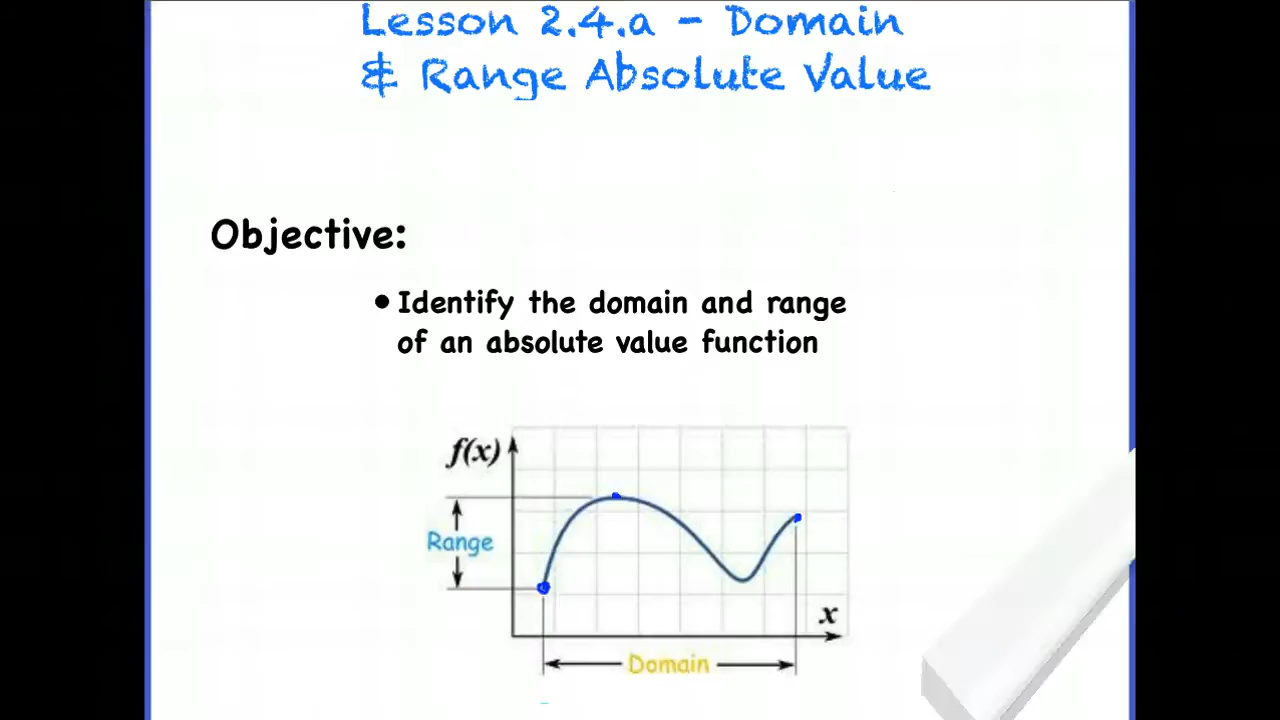 Lesson 2.4.a - Domain
& Range Absolute Value
Objective:
• Identify the domain and range
of an absolute value function
f(x)
Range
x
Domain